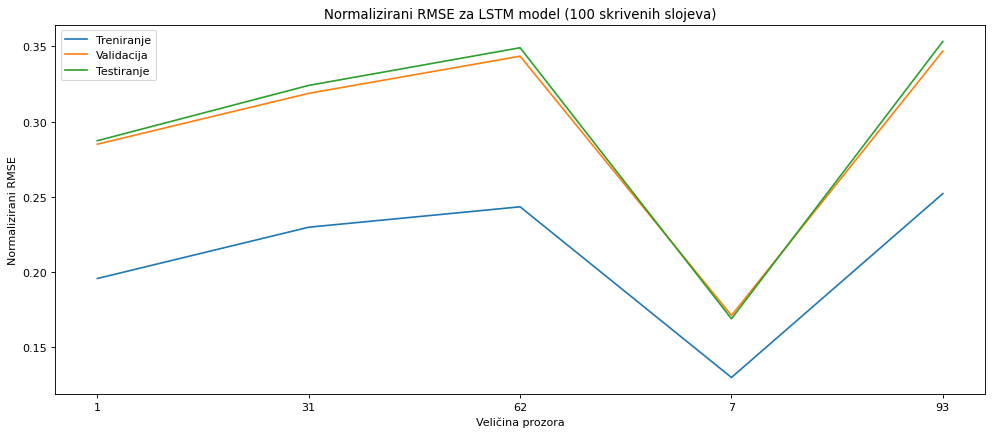 Normalizirani RMSE za LSTM model (100 skrivenih slojeva)
Treniranje
Validacija
Testiranje
Normalizirani RMSE
0.35
0.30
0.25
0.20
0.15
1 31 62 7 93
Veličina prozora